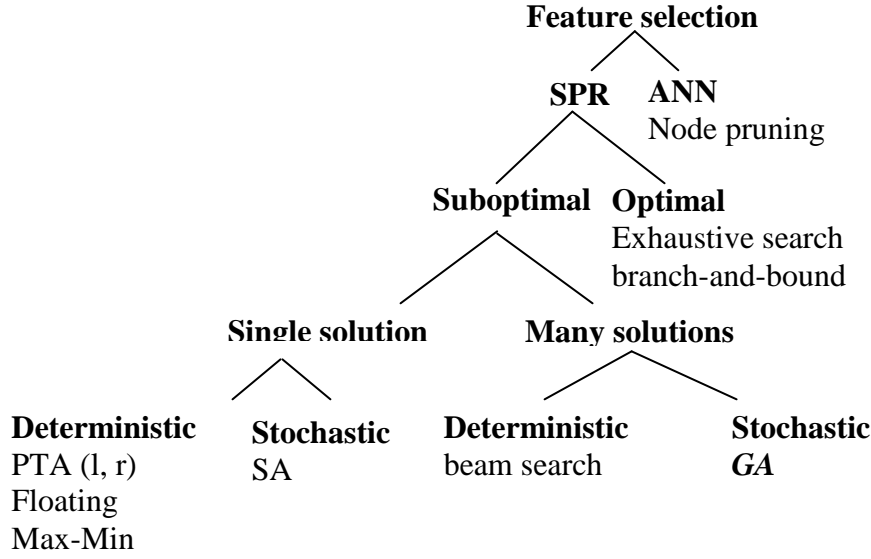 Feature selection
SPR ANN
Node pruning
Suboptimal Optimal
Exhaustive search
branch-and-bound
Single solution Many solutions
Deterministic Stochastic Deterministic Stochastic
PTA (l, r) SA beam search GA
Floating
Max-Min